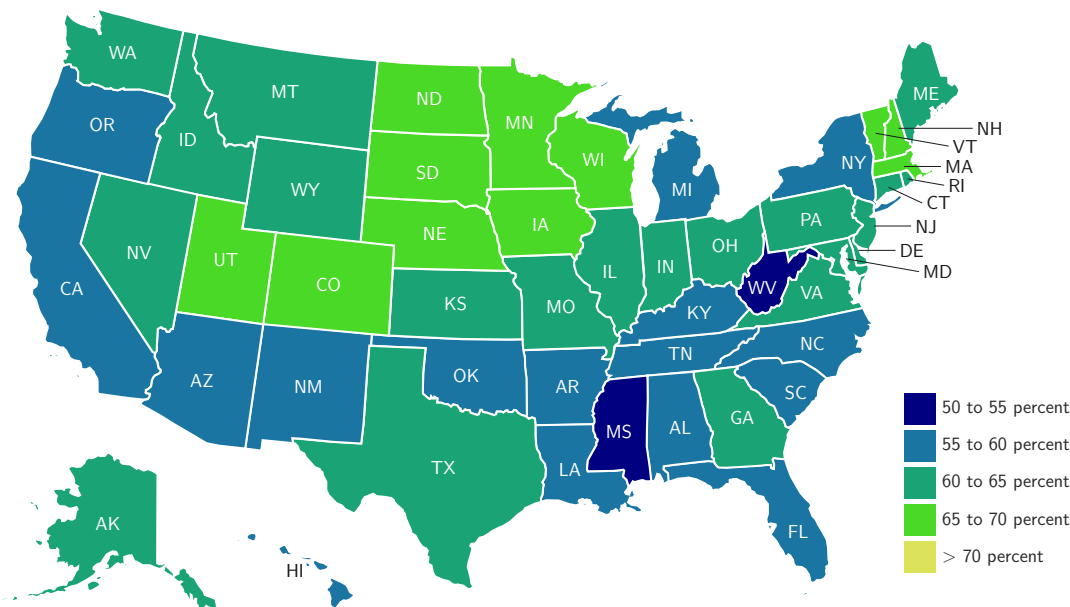 WA
ME
MT
ND
MN
OR
NH
ID
VT
NY
WI
MA
SD
RI
MI
WY
CT
PA
NJ
NE
IA
OH
DE
NV
UT
IL
IN
MD
CO
CA
WV
VA
KS
MO
KY
NC
TN
AZ
OK
NM
AR
SC
50 to 55 percent
GA
AL
MS
55 to 60 percent
TX
LA
60 to 65 percent
AK
65 to 70 percent
FL
> 70 percent
HI